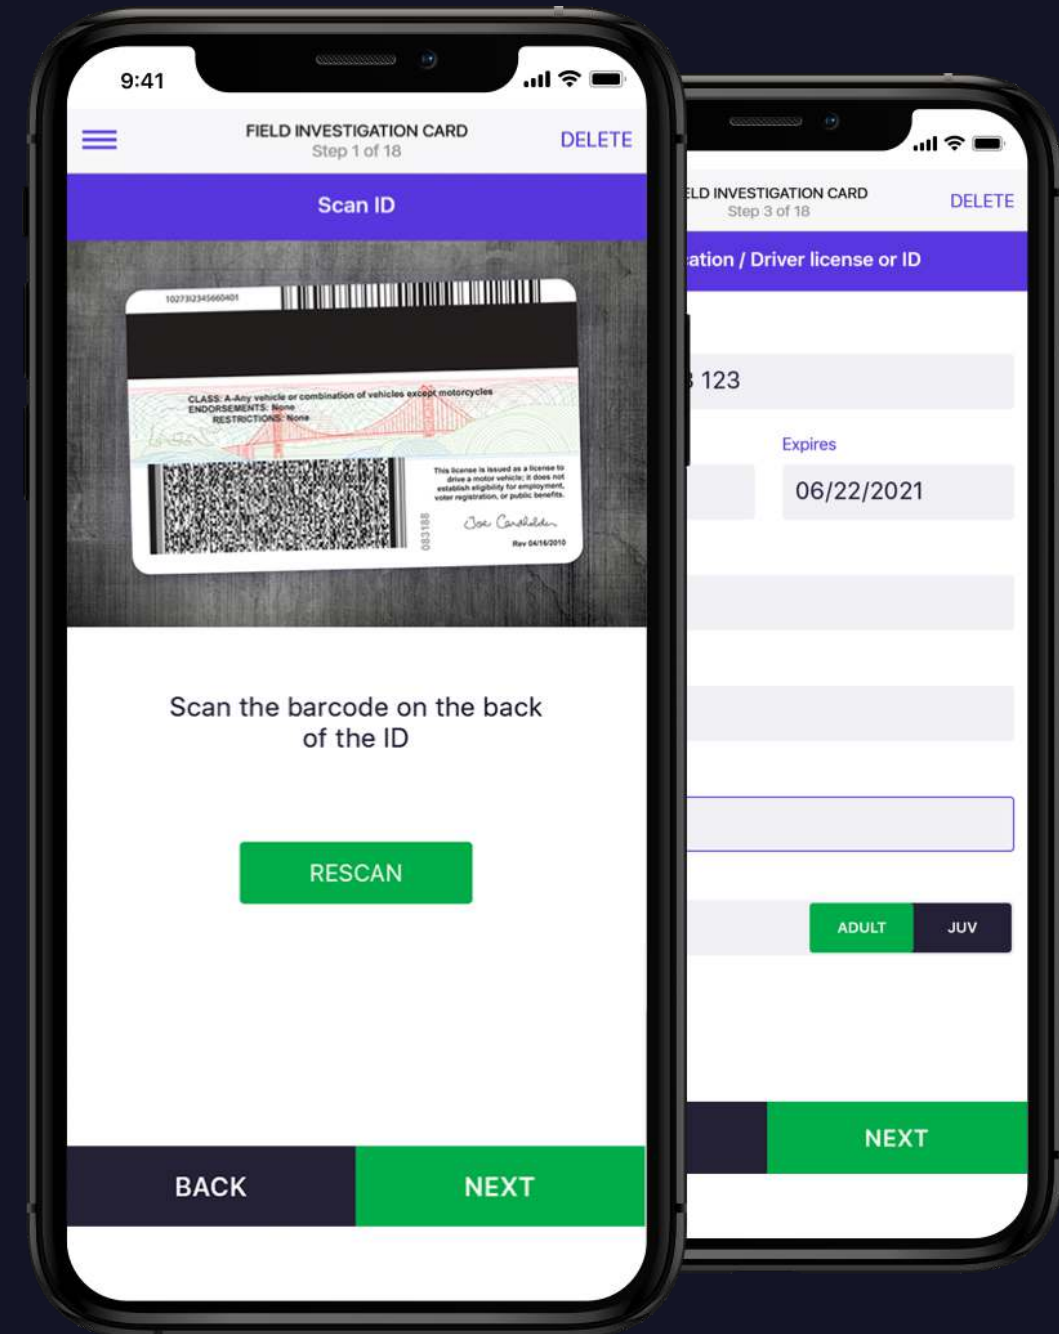 9:41
FIELD INVESTIGATION CARD
Step 1 of 18
DELETE
Scan ID
1027312345660401
CLASS: A-Any vehicle or combination of vehicles except motorcycles
ENDORSEMENTS: None
RESTRICTIONS: None
This license is issued as a license to
drive a motor vehicle; it does not
establish eligibility for employment,
voter registration, or public benefits.
083188
Joe Cardholder
Rev 04/16/2010
Scan the barcode on the back
of the ID
RESCAN
BACK
NEXT
ELD INVESTIGATION CARD
Step 3 of 18
DELETE
ation / Driver license or ID
123
Expires
06/22/2021
ADULT
JUV
NEXT